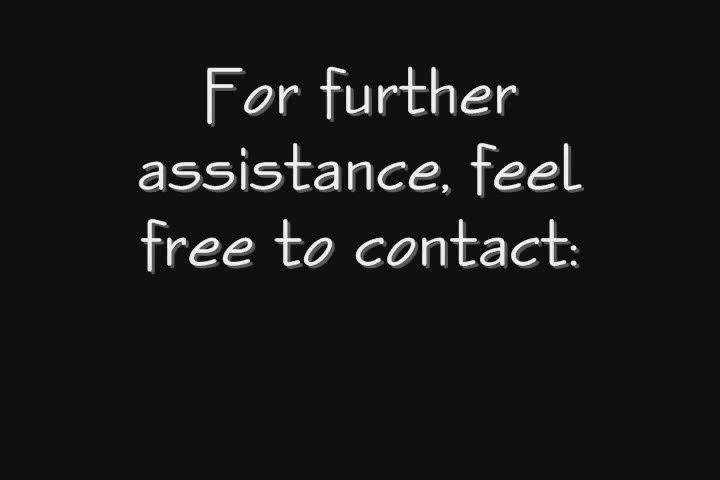 For further
assistance, feel
free to contact: